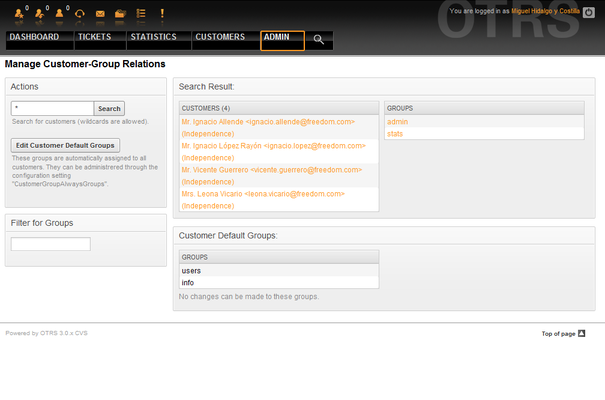 0 0 0
OTRS
You are logged in as Miguel Hidalgo y Costilla
DASHBOARD TICKETS STATISTICS CUSTOMERS ADMIN
Manage Customer-Group Relations
Actions
* Search
Search for customers (wildcards are allowed).
Edit Customer Default Groups
These groups are automatically assigned to all
customers. They can be administrered through the
configuration setting
"CustomerGroupAlwaysGroups".
Filter for Groups
Search Result:
CUSTOMERS (4)
Mr. Ignacio Allende <ignacio.allende@freedom.com>
(Independence)
Mr. Ignacio López Rayón <ignacio.lopez@freedom.com>
(Independence)
Mr. Vicente Guerrero <vicente.guerrero@freedom.com>
(Independence)
Mrs. Leona Vicario <leona.vicario@freedom.com>
(Independence)
GROUPS
admin
stats
Customer Default Groups:
GROUPS
users
info
No changes can be made to these groups.
Powered by OTRS 3.0.x CVS
Top of page